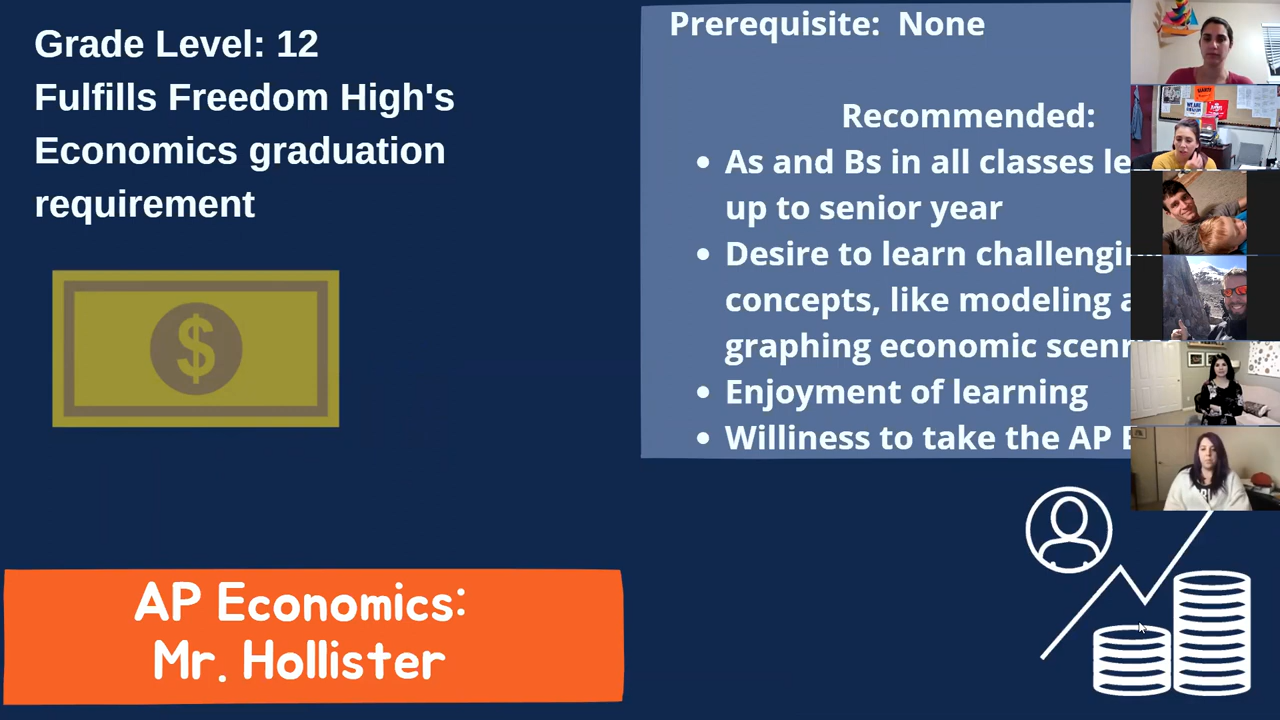 Grade Level: 12
Fulfills Freedom High's
Economics graduation
requirement
$
Prerequisite: None
Recommended:
• As and Bs in all classes le
up to senior year
• Desire to learn challengi
concepts, like modeling a
graphing economic scen
• Enjoyment of learning
• Williness to take the AP
AP Economics:
Mr. Hollister